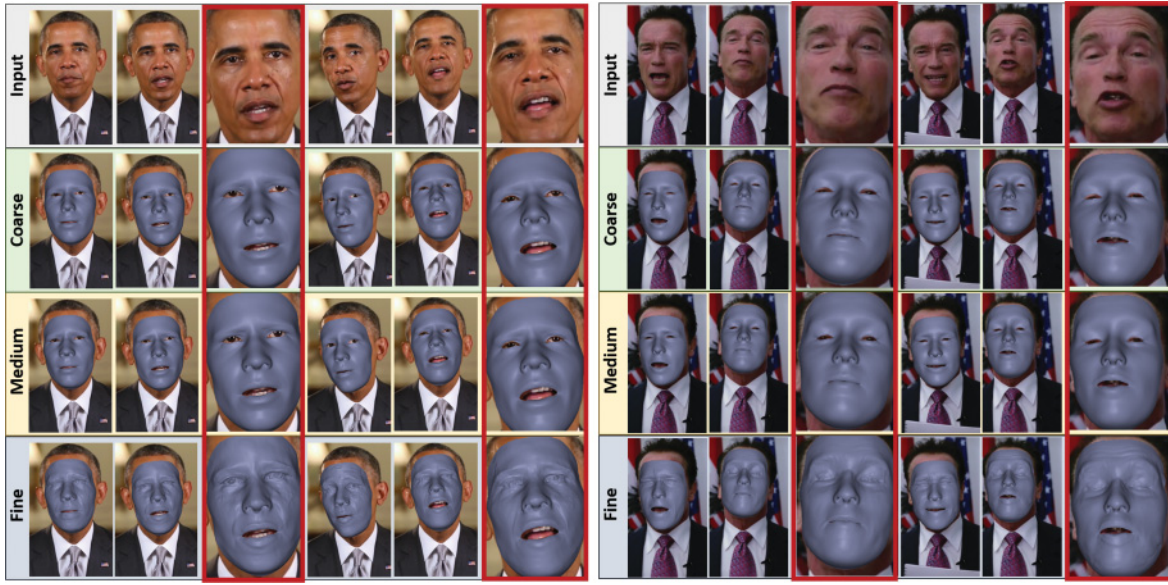 Input
Coarse
Medium
Fine
Input
Coarse
Medium
Fine